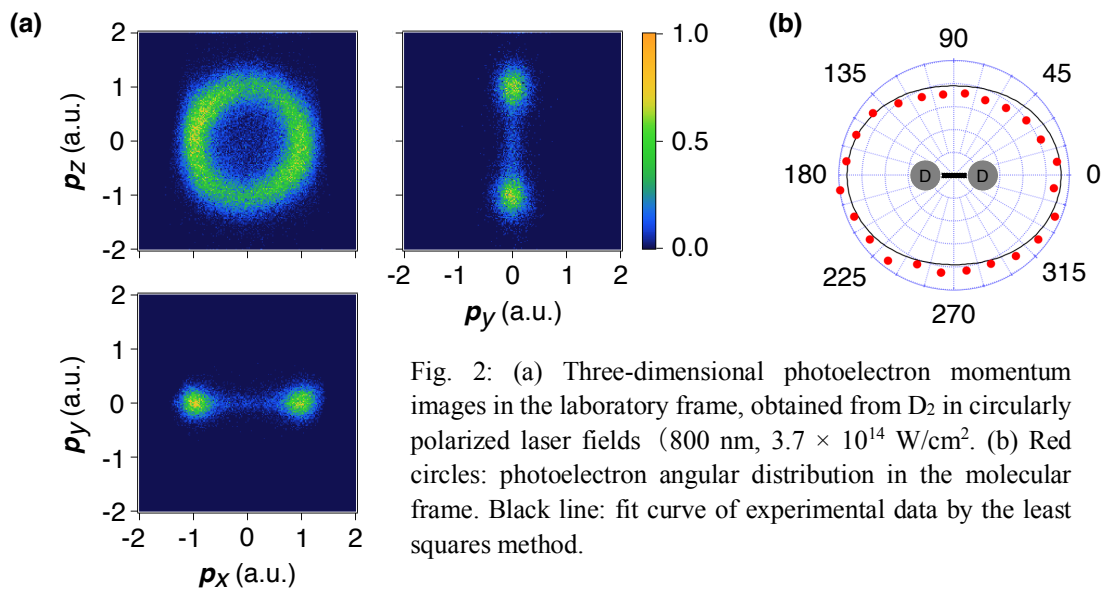 (a)
2
1
0
-1
-2
pz (a.u.)
-2 -1 0 1 2
py (a.u.)
1.0
0.5
0.0
(b)
90
135 45
180 D D 0
225 315
270
2
1
0
-1
-2
py (a.u.)
-2 -1 0 1 2
px (a.u.)
Fig. 2: (a) Three-dimensional photoelectron momentum
images in the laboratory frame, obtained from D₂ in circularly
polarized laser fields (800 nm, 3.7 × 10¹⁴ W/cm². (b) Red
circles: photoelectron angular distribution in the molecular
frame. Black line: fit curve of experimental data by the least
squares method.